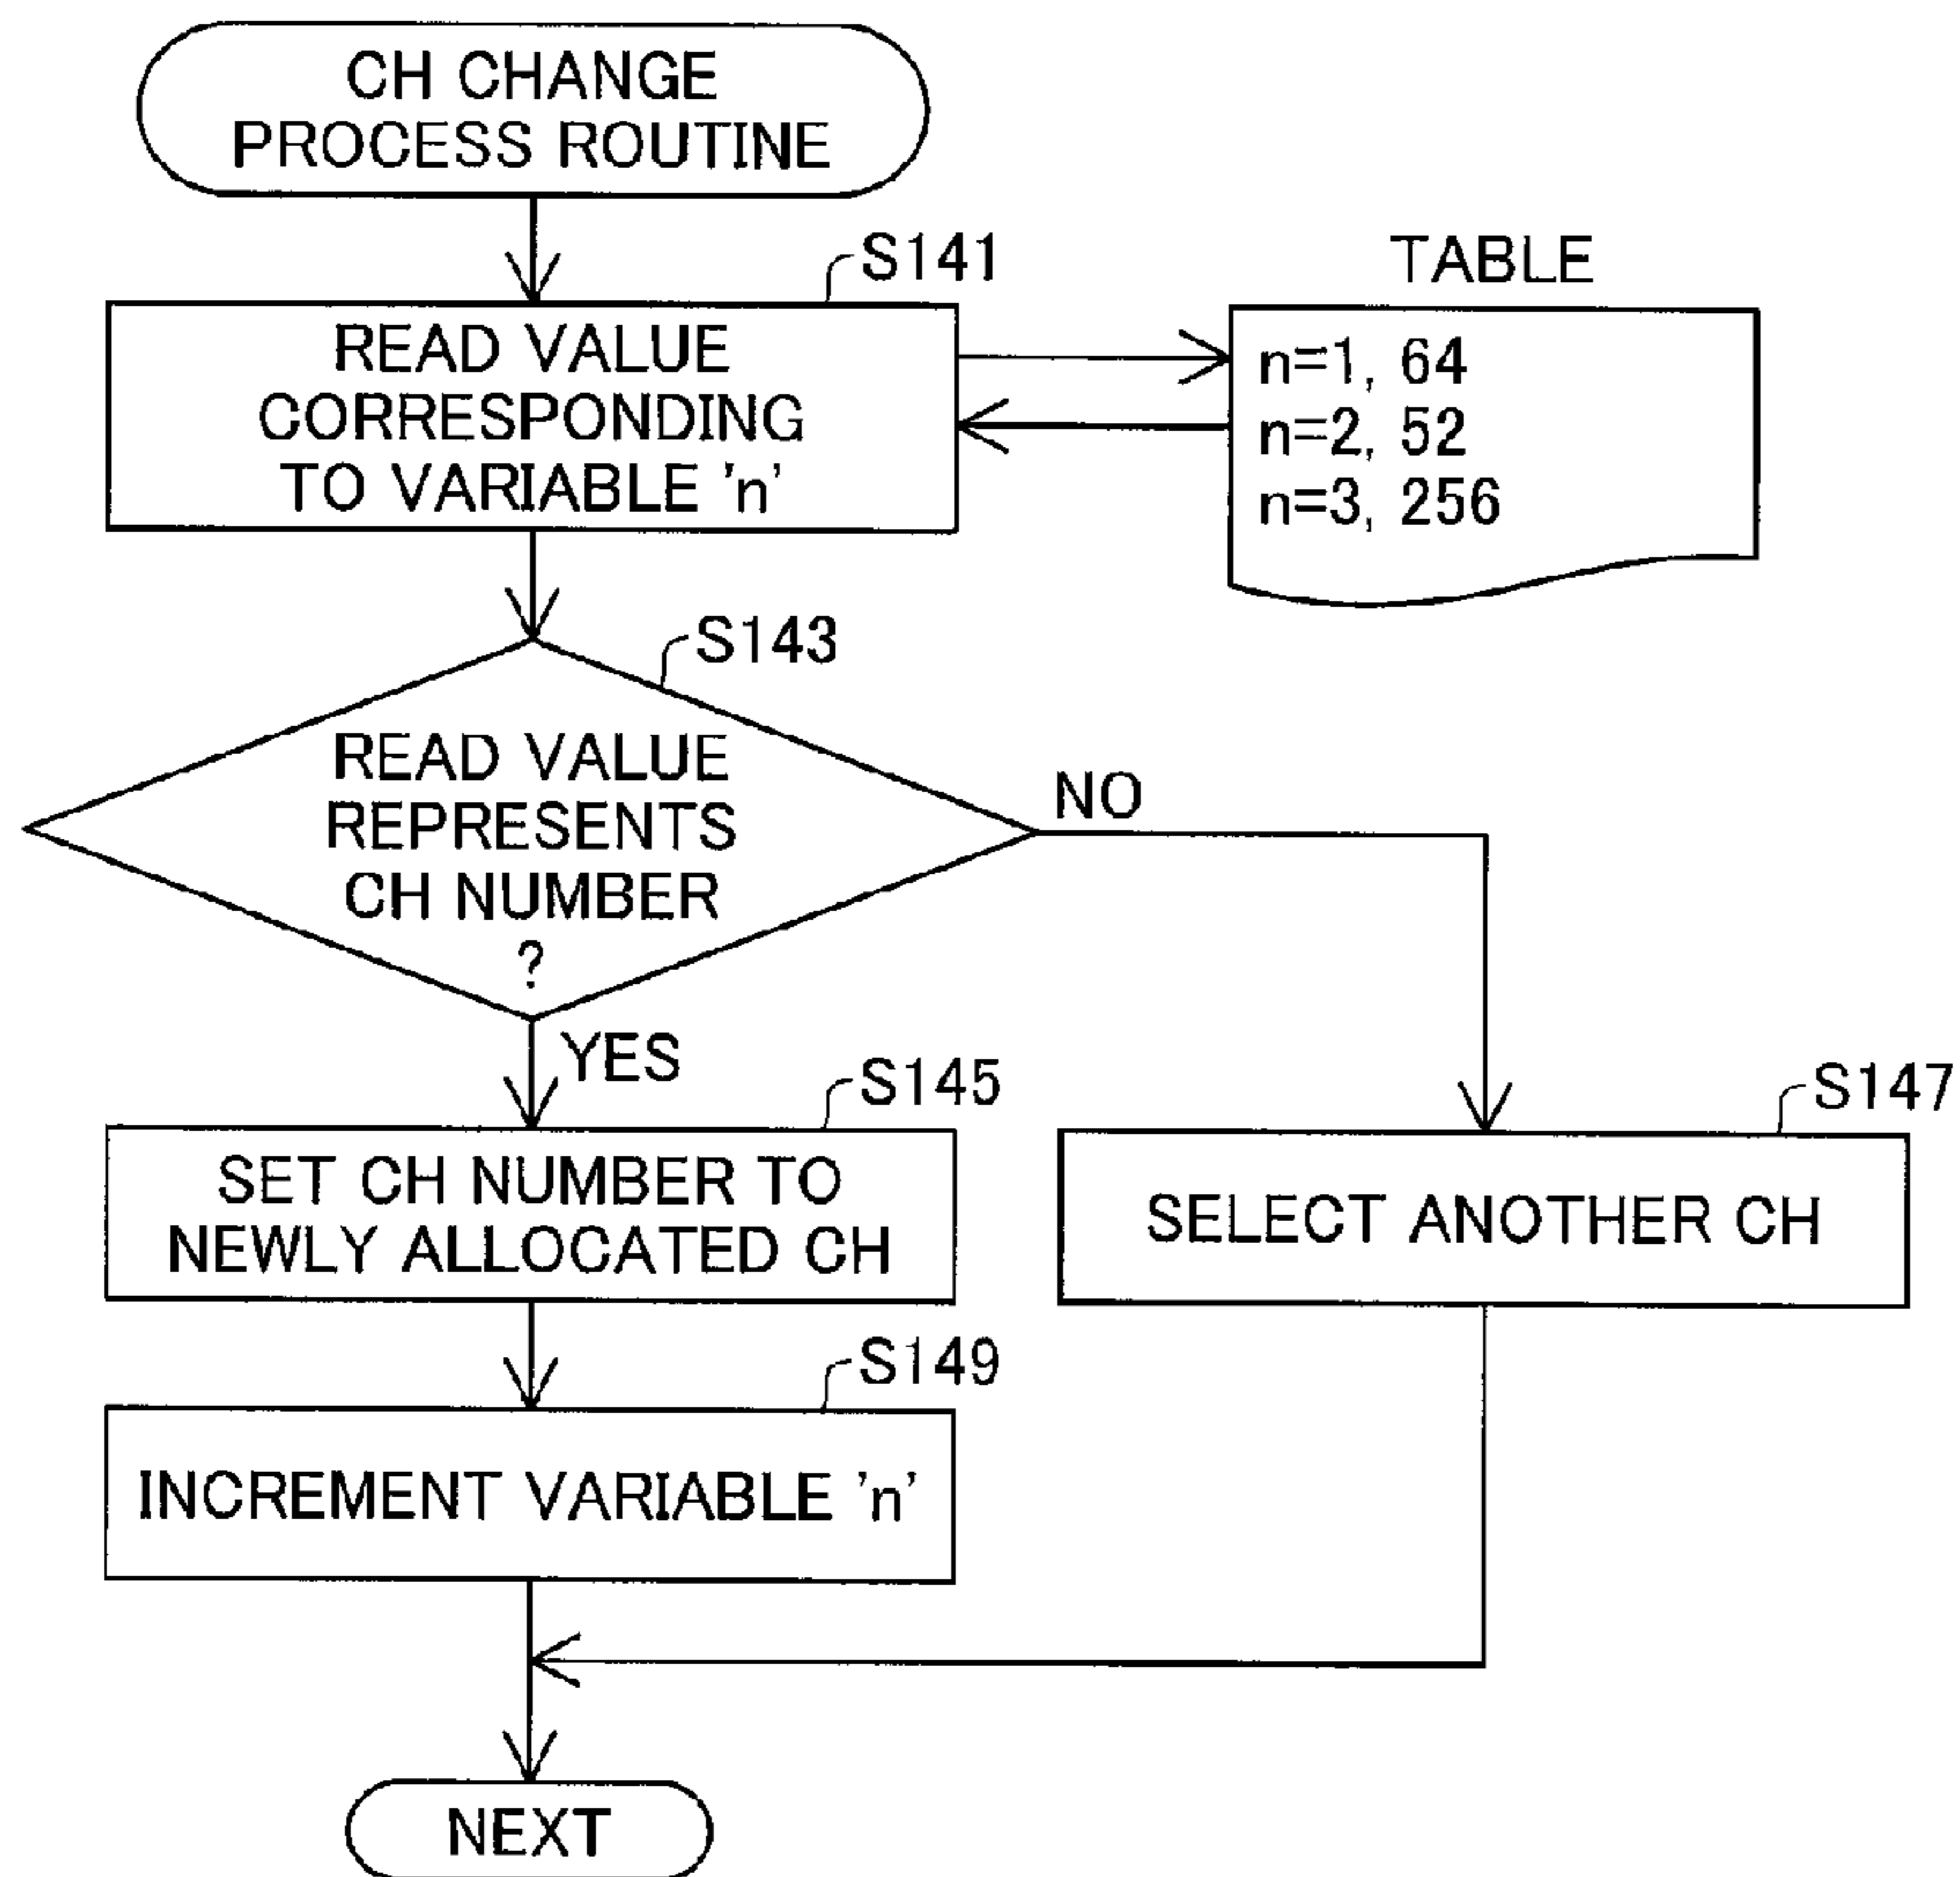 CH CHANGE
PROCESS ROUTINE
S141
READ VALUE
CORRESPONDING
TO VARIABLE 'n'
TABLE
n=1, 64
n=2, 52
n=3, 256
S143
READ VALUE
REPRESENTS
CH NUMBER
?
NO
YES
S145
SET CH NUMBER TO
NEWLY ALLOCATED CH
S147
SELECT ANOTHER CH
S149
INCREMENT VARIABLE 'n'
NEXT